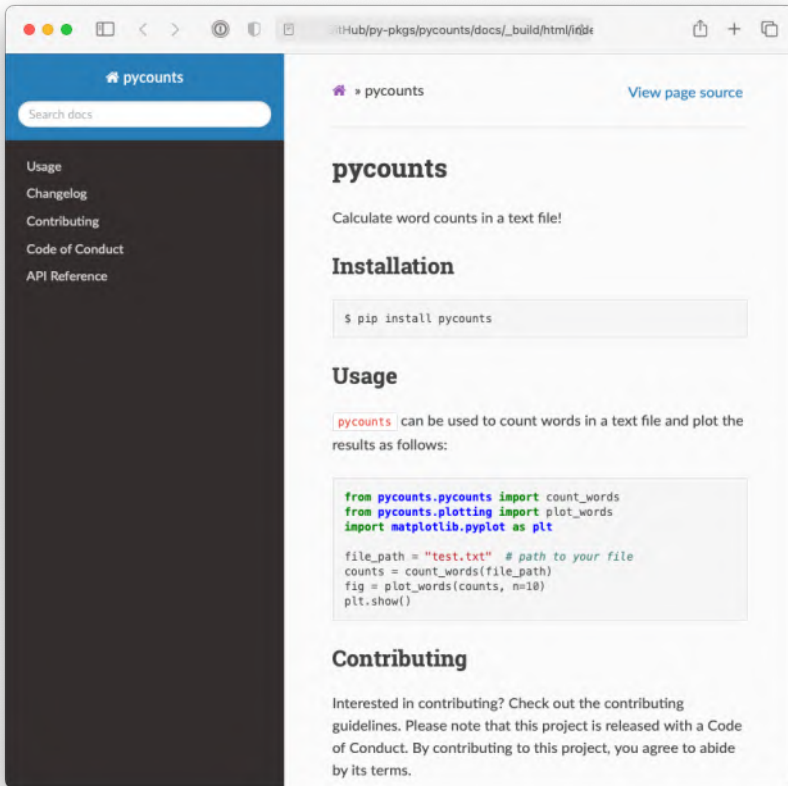 itHub/py-pkgs/pycounts/docs/_build/html/inde
pycounts
Search docs
Usage
Changelog
Contributing
Code of Conduct
API Reference
» pycounts
View page source
pycounts
Calculate word counts in a text file!
Installation
$ pip install pycounts
Usage
pycounts can be used to count words in a text file and plot the
results as follows:
from pycounts.pycounts import count_words
from pycounts.plotting import plot_words
import matplotlib.pyplot as plt
file_path = "test.txt"  # path to your file
counts = count_words(file_path)
fig = plot_words(counts, n=10)
plt.show()
Contributing
Interested in contributing? Check out the contributing
guidelines. Please note that this project is released with a Code
of Conduct. By contributing to this project, you agree to abide
by its terms.